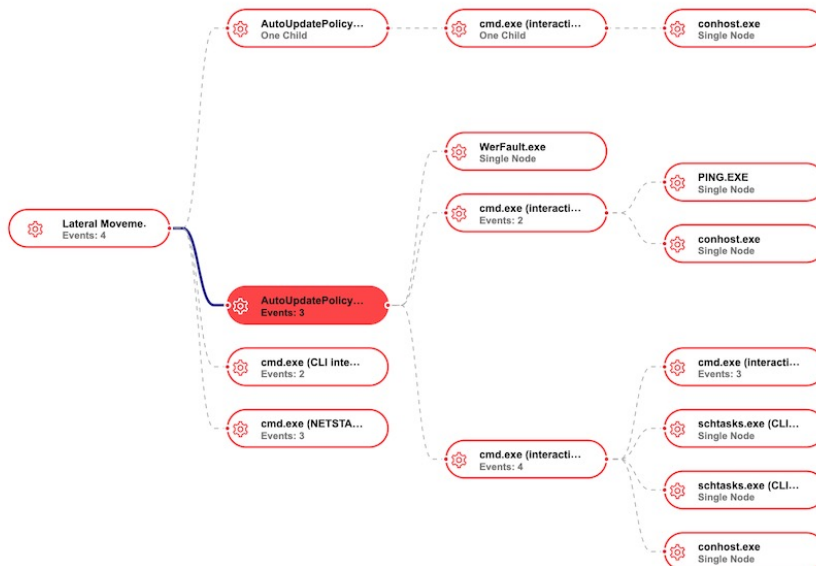 AutoUpdatePolicy...
One Child
cmd.exe (interacti...
One Child
conhost.exe
Single Node
WerFault.exe
Single Node
PING.EXE
Single Node
cmd.exe (interacti...
Events: 2
Lateral Moveme.
Events: 4
conhost.exe
Single Node
AutoUpdatePolicy...
Events: 3
cmd.exe (CLI inte...
Events: 2
cmd.exe (interacti...
Events: 3
cmd.exe (NETSTA...
Events: 3
schtasks.exe (CLI...
Single Node
cmd.exe (interacti...
Events: 4
schtasks.exe (CLI...
Single Node
conhost.exe
Single Node